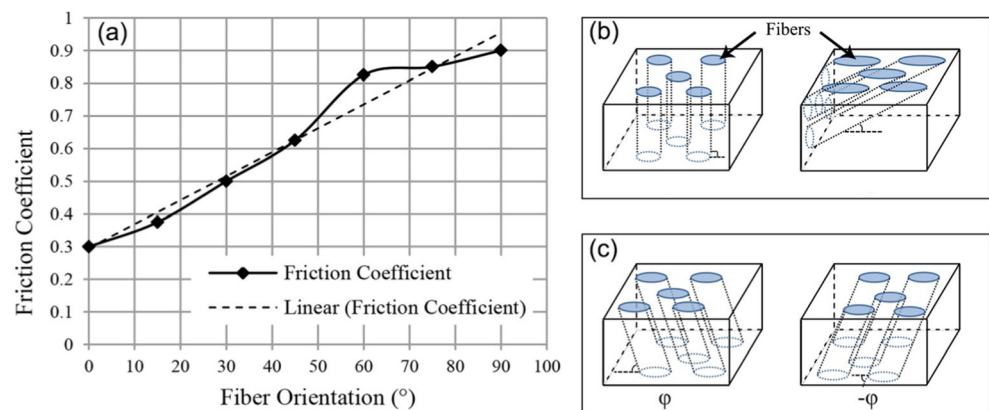 (a)
1
0.9
0.8
0.7
0.6
0.5
0.4
0.3
0.2
0.1
0
Friction Coefficient
Friction Coefficient
Linear (Friction Coefficient)
0 10 20 30 40 50 60 70 80 90 100
Fiber Orientation (°)
(b)
Fibers
(c)
φ -φ